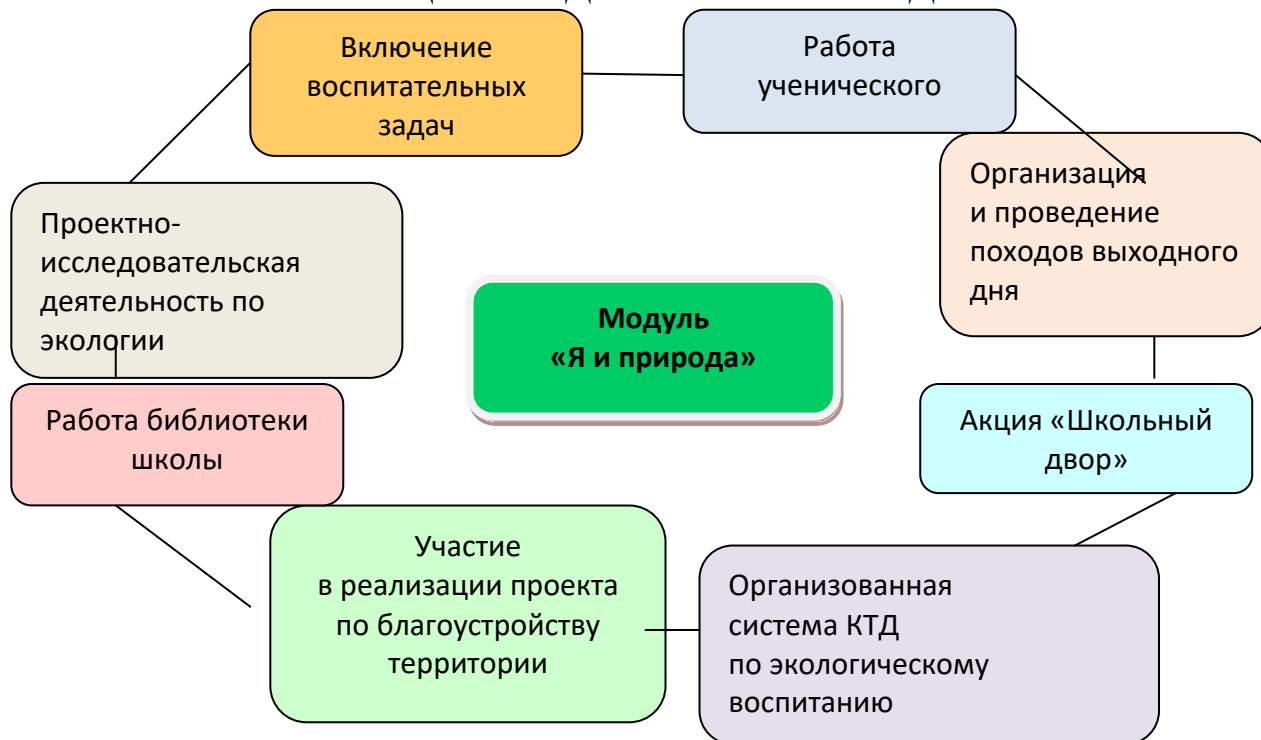 Включение
воспитательных
задач
Работа
ученического
Организация
и проведение
походов выходного
дня
Проектно-
исследовательская
деятельность по
экологии
Модуль
«Я и природа»
Работа библиотеки
школы
Акция «Школьный
двор»
Участие
в реализации проекта
по благоустройству
территории
Организованная
система КТД
по экологическому
воспитанию